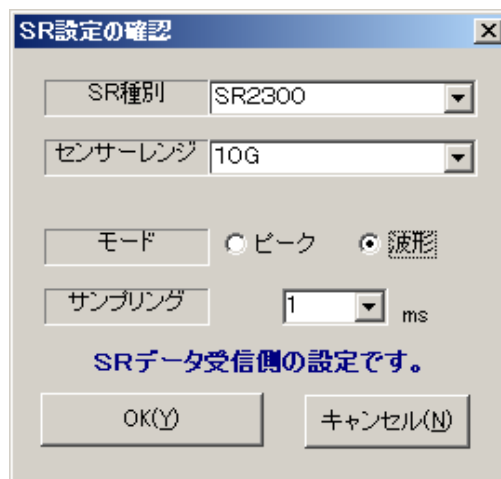 SR設定の確認
SR種別 SR2300
センサーレンジ 10G
モード ピーク 波形
サンプリング 1 ms
SRデータ受信側の設定です。
OK(Y) キャンセル(N)